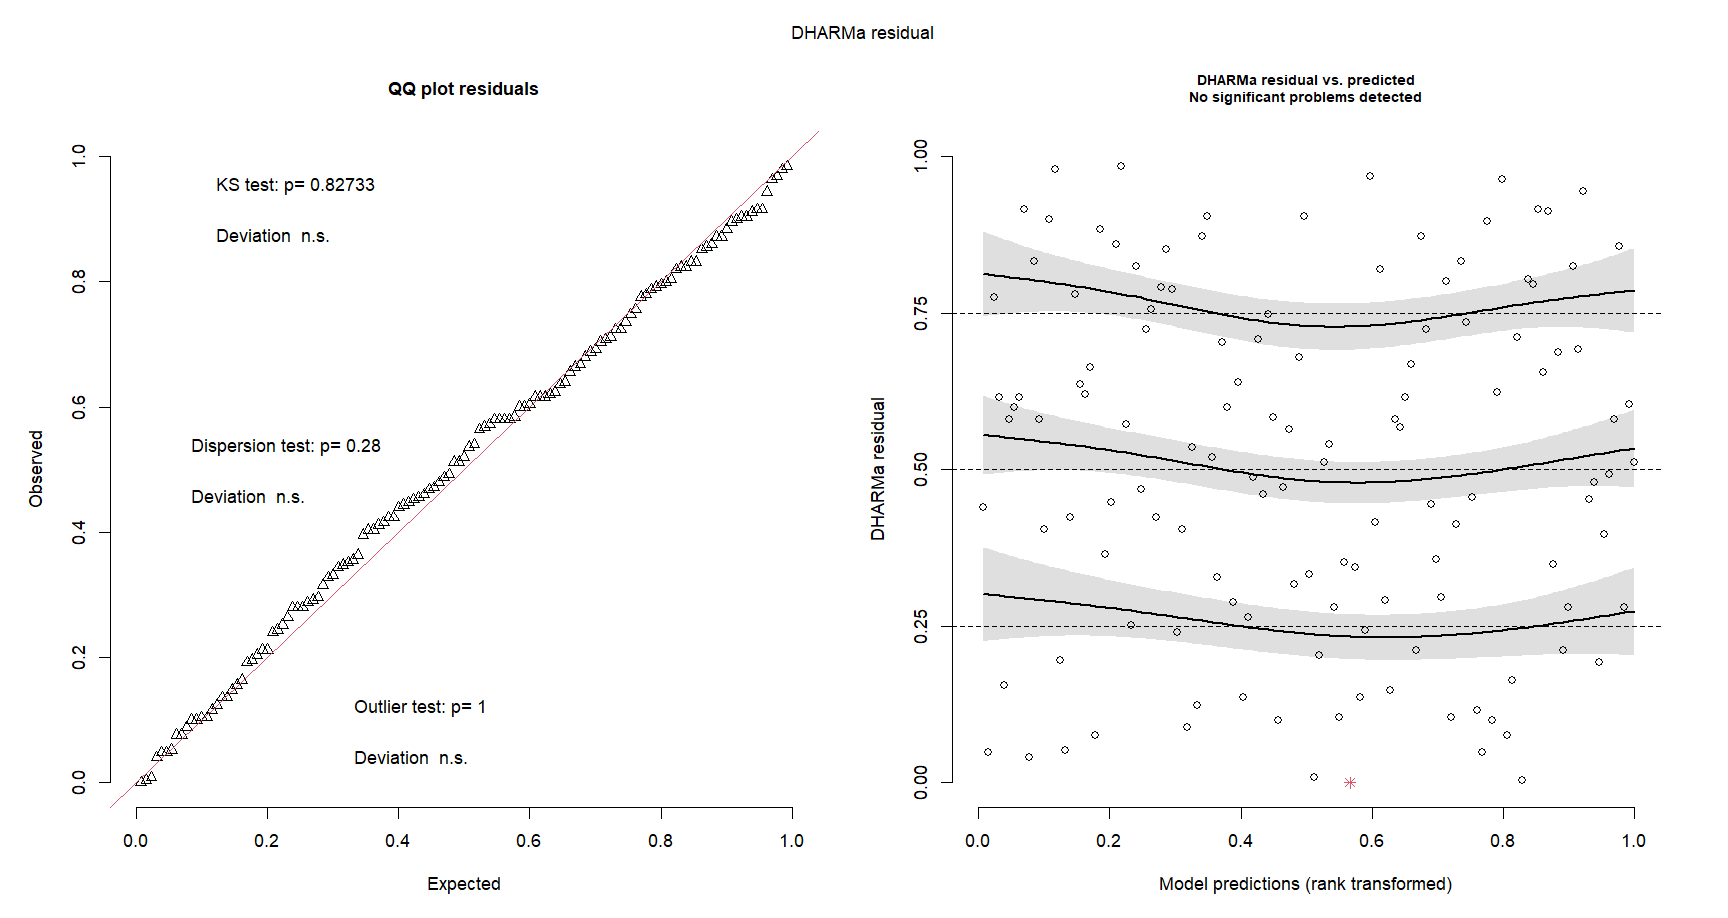 DHARMa residual
QQ plot residuals
KS test: p= 0.82733
Deviation  n.s.
Dispersion test: p= 0.28
Deviation  n.s.
Outlier test: p= 1
Deviation  n.s.
Observed
0.0 0.2 0.4 0.6 0.8 1.0
0.0 0.2 0.4 0.6 0.8 1.0
Expected
DHARMa residual vs. predicted
No significant problems detected
DHARMa residual
0.00 0.25 0.50 0.75 1.00
0.0 0.2 0.4 0.6 0.8 1.0
Model predictions (rank transformed)